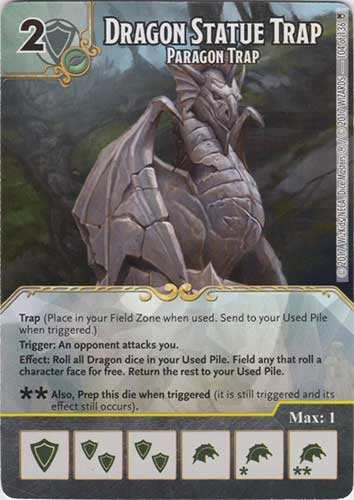 2
DRAGON STATUE TRAP
PARAGON TRAP
Trap (Place in your Field Zone when used. Send to your Used Pile
when triggered.)
Trigger: An opponent attacks you.
Effect: Roll all Dragon dice in your Used Pile. Field any that roll a
character face for free. Return the rest to your Used Pile.
** Also, Prep this die when triggered (it is still triggered and its
effect still occurs).
Max: 1
* **